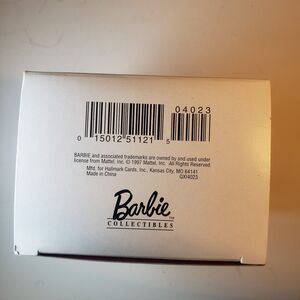 04023
0 15012 51121 5
BARBIE and associated trademarks are owned by and used under
license from Mattel, Inc. © 1997 Mattel, Inc. All Rights Reserved.
Mfd. for Hallmark Cards, Inc., Kansas City, MO 64141
Made in China GXI4023
Barbie™
COLLECTIBLES